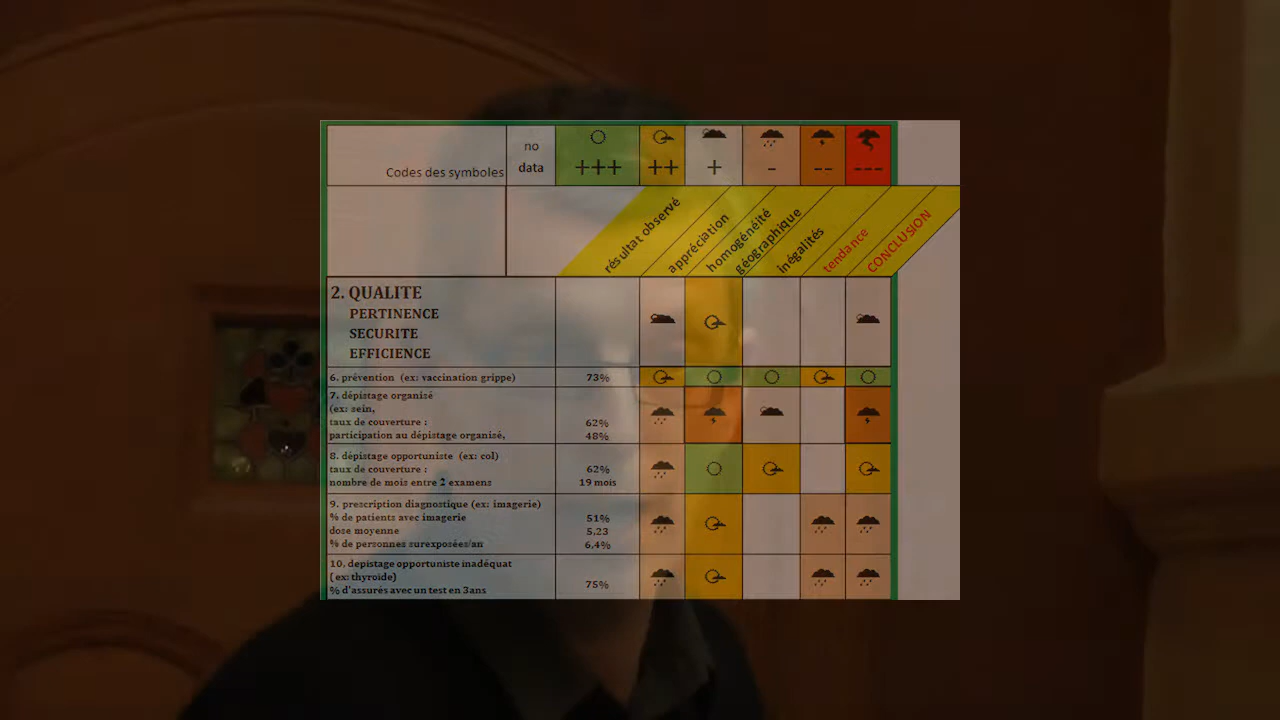 no
Codes des symboles data +++ ++ + - -- ---
résultat observé
appréciation
homogénéité
géographique
inégalités
tendance
CONCLUSION
2. QUALITE
PERTINENCE
SECURITE
EFFICIENCE
6. prévention (ex: vaccination grippe) 73%
7. dépistage organisé
(ex: sein,
taux de couverture : 62%
participation au dépistage organisé, 48%
8. dépistage opportuniste (ex: col)
taux de couverture : 62%
nombre de mois entre 2 examens 19 mois
9. prescription diagnostique (ex: imagerie)
% de patients avec imagerie 51%
dose moyenne 5,23
% de personnes surexposées/an 6,4%
10. depistage opportuniste inadéquat
(ex: thyroïde) 75%
% d'assurés avec un test en 3ans